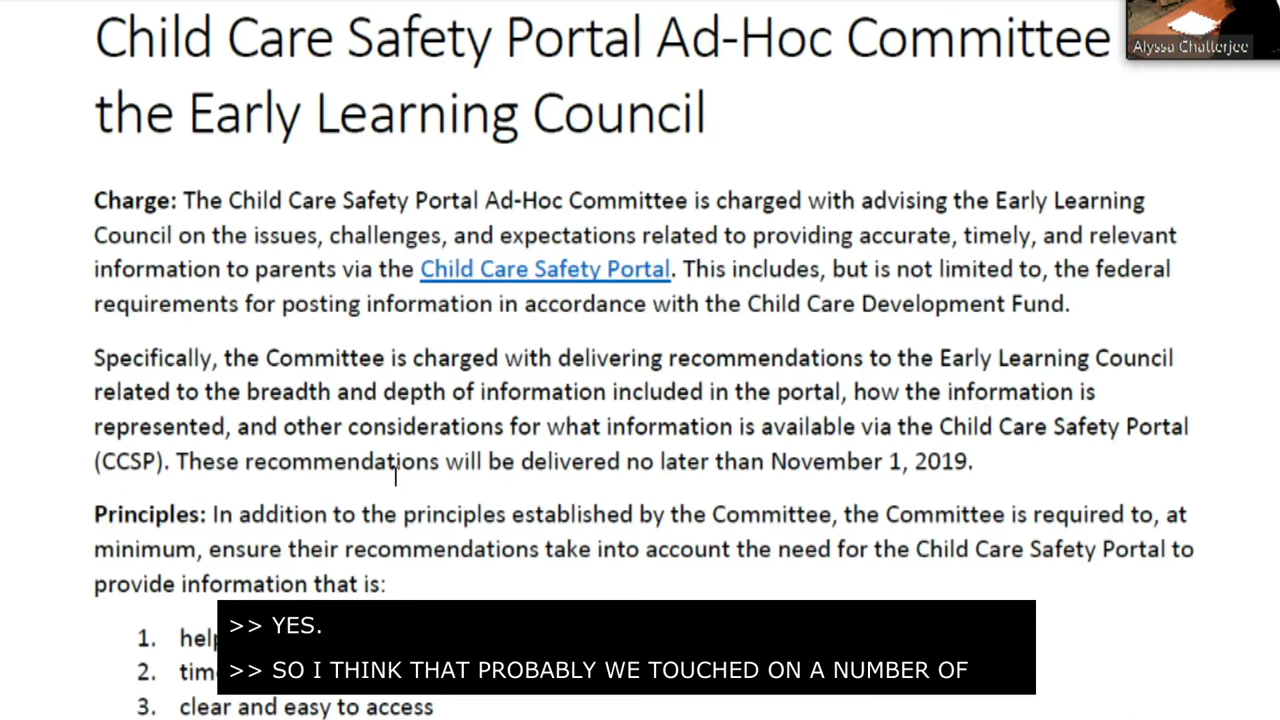 Child Care Safety Portal Ad-Hoc Committee
Alyssa Chatterjee
the Early Learning Council
Charge: The Child Care Safety Portal Ad-Hoc Committee is charged with advising the Early Learning
Council on the issues, challenges, and expectations related to providing accurate, timely, and relevant
information to parents via the Child Care Safety Portal. This includes, but is not limited to, the federal
requirements for posting information in accordance with the Child Care Development Fund.
Specifically, the Committee is charged with delivering recommendations to the Early Learning Council
related to the breadth and depth of information included in the portal, how the information is
represented, and other considerations for what information is available via the Child Care Safety Portal
(CCSP). These recommendations will be delivered no later than November 1, 2019.
Principles: In addition to the principles established by the Committee, the Committee is required to, at
minimum, ensure their recommendations take into account the need for the Child Care Safety Portal to
provide information that is:
>> YES.
1. help
>> SO I THINK THAT PROBABLY WE TOUCHED ON A NUMBER OF
2. tim
3. clear and easy to access